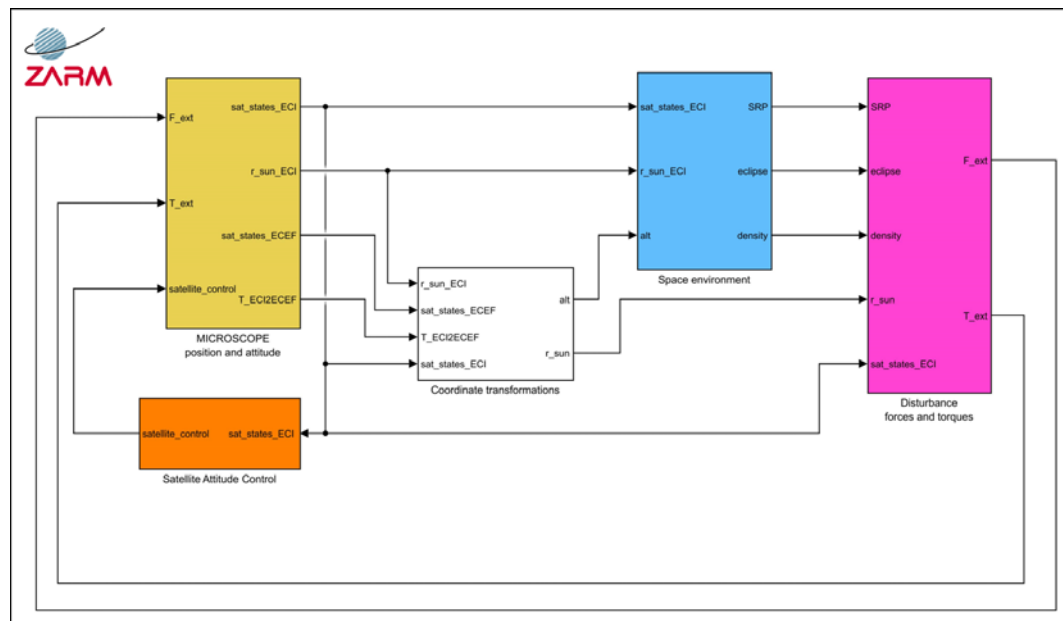 ZARM
F_ext
T_ext
satellite_control
sat_states_ECI
r_sun_ECI
sat_states_ECEF
T_ECI2ECEF
MICROSCOPE
position and attitude
satellite_control
sat_states_ECI
Satellite Attitude Control
r_sun_ECI
sat_states_ECEF
T_ECI2ECEF
sat_states_ECI
alt
r_sun
Coordinate transformations
sat_states_ECI
r_sun_ECI
alt
SRP
eclipse
density
Space environment
SRP
eclipse
density
r_sun
sat_states_ECI
F_ext
T_ext
Disturbance
forces and torques